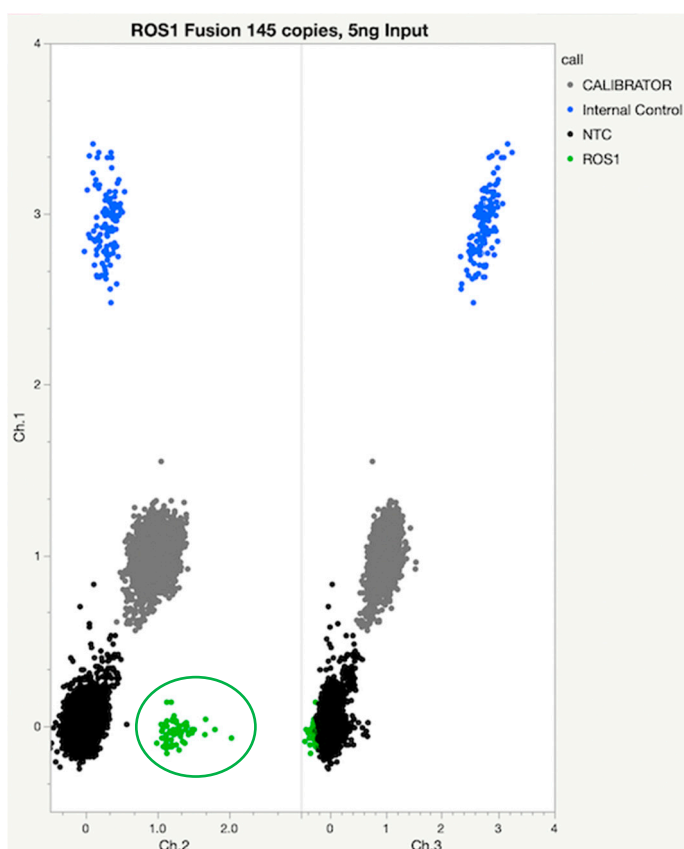 ROS1 Fusion 145 copies, 5ng Input
call
CALIBRATOR
Internal Control
NTC
ROS1
4
3
2
1
0
Ch.1
0 1.0 2.0
0 1 2 3 4
Ch.2 Ch.3